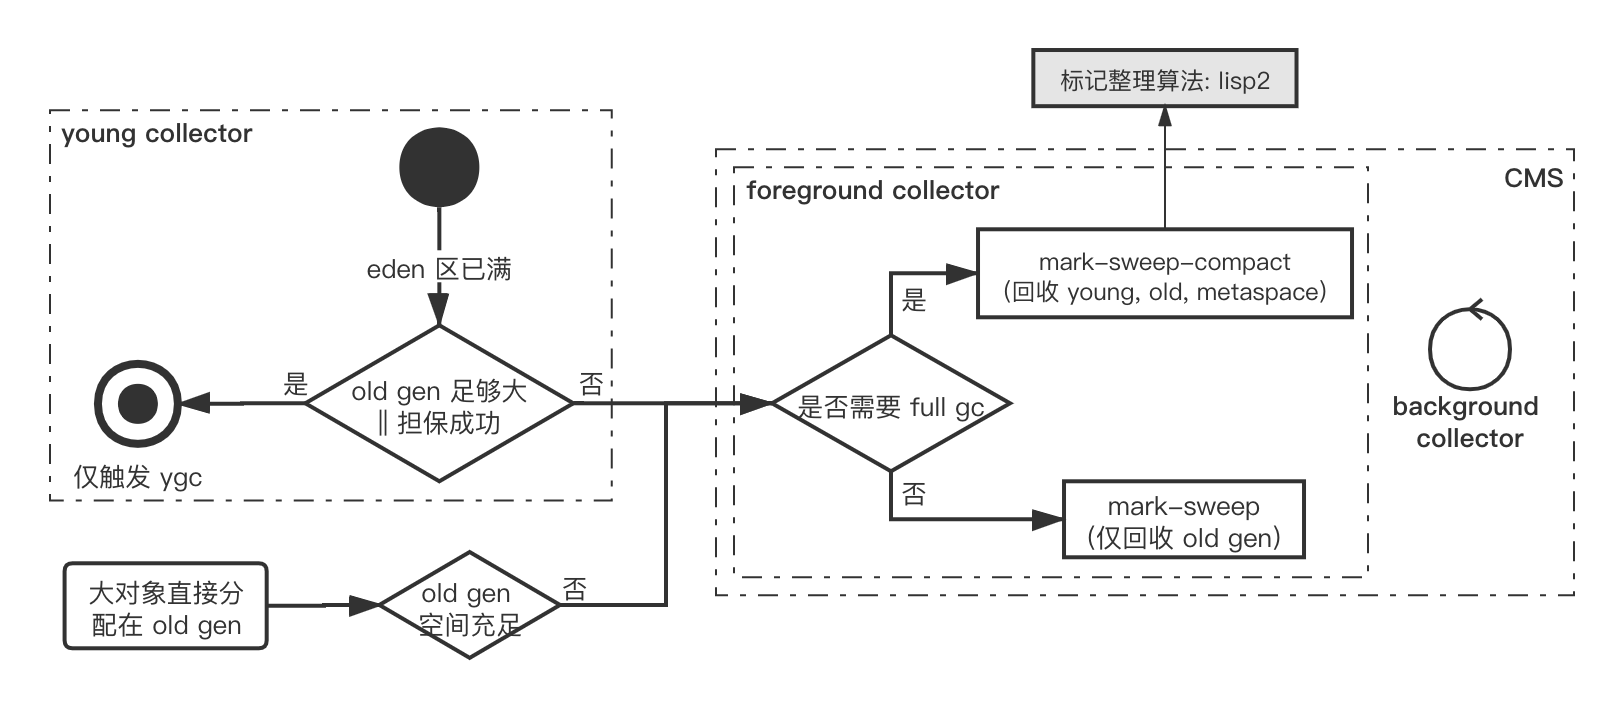 标记整理算法: lisp2
young collector
CMS
foreground collector
eden 区已满
mark-sweep-compact
(回收 young, old, metaspace)
是
是
否
old gen 足够大
|| 担保成功
是否需要 full gc
background
collector
仅触发 ygc
否
mark-sweep
(仅回收 old gen)
大对象直接分
配在 old gen
否
old gen
空间充足